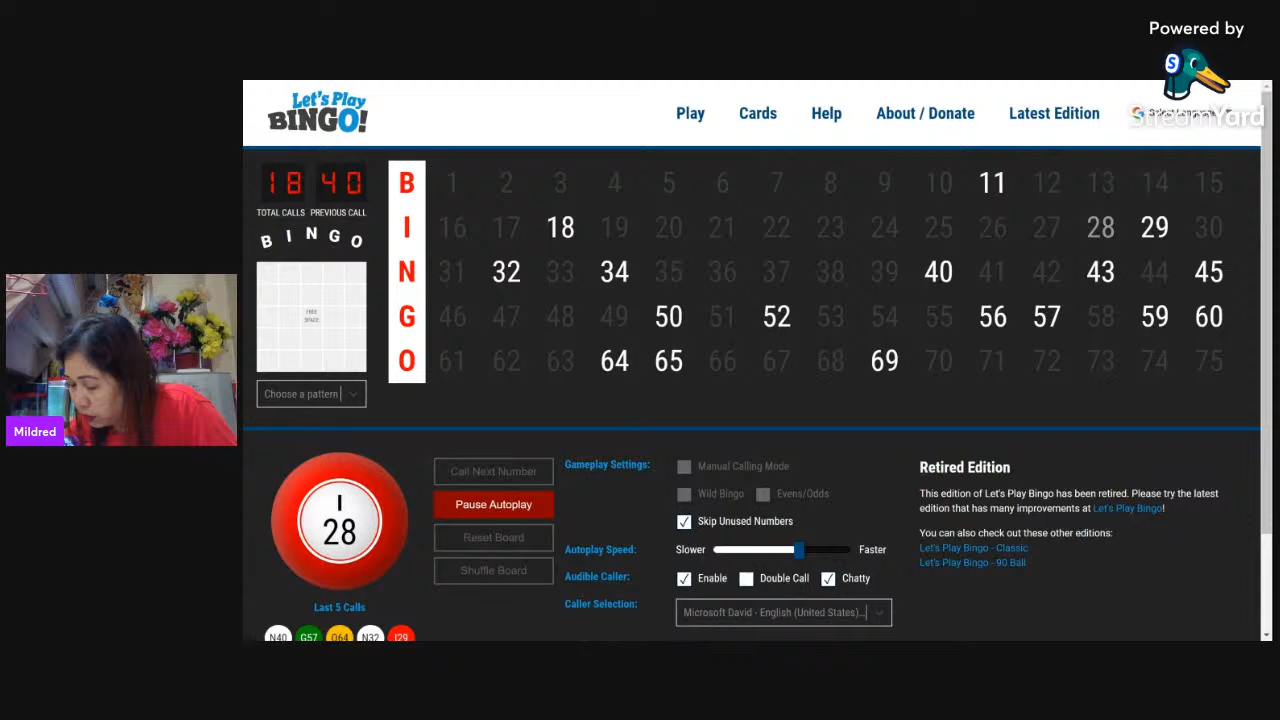 Powered by
StreamYard
Let's Play
BINGO!
Play Cards Help About / Donate Latest Edition Select Language
18 40
TOTAL CALLS PREVIOUS CALL
B I N G O
FREE
SPACE
Choose a pattern
B 1 2 3 4 5 6 7 8 9 10 11 12 13 14 15
I 16 17 18 19 20 21 22 23 24 25 26 27 28 29 30
N 31 32 33 34 35 36 37 38 39 40 41 42 43 44 45
G 46 47 48 49 50 51 52 53 54 55 56 57 58 59 60
O 61 62 63 64 65 66 67 68 69 70 71 72 73 74 75
Mildred
I
28
Last 5 Calls
N40 G57 O64 N32 I29
Call Next Number
Pause Autoplay
Reset Board
Shuffle Board
Gameplay Settings:
Manual Calling Mode
Wild Bingo Evens/Odds
Skip Unused Numbers
Autoplay Speed: Slower Faster
Audible Caller: Enable Double Call Chatty
Caller Selection: Microsoft David - English (United States)...
Retired Edition
This edition of Let's Play Bingo has been retired. Please try the latest
edition that has many improvements at Let's Play Bingo!
You can also check out these other editions:
Let's Play Bingo - Classic
Let's Play Bingo - 90 Ball